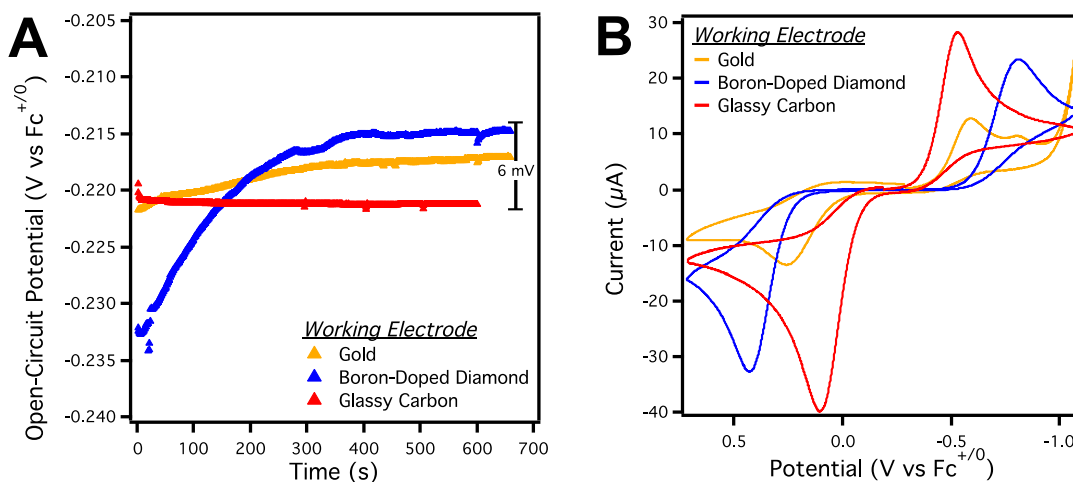 A
Open-Circuit Potential (V vs Fc+/0)
-0.205
-0.210
-0.215
-0.220
-0.225
-0.230
-0.235
-0.240
6 mV
Working Electrode
Gold
Boron-Doped Diamond
Glassy Carbon
0 100 200 300 400 500 600 700
Time (s)
B
Current (µA)
30
20
10
0
-10
-20
-30
-40
Working Electrode
Gold
Boron-Doped Diamond
Glassy Carbon
0.5 0.0 -0.5 -1.0
Potential (V vs Fc+/0)